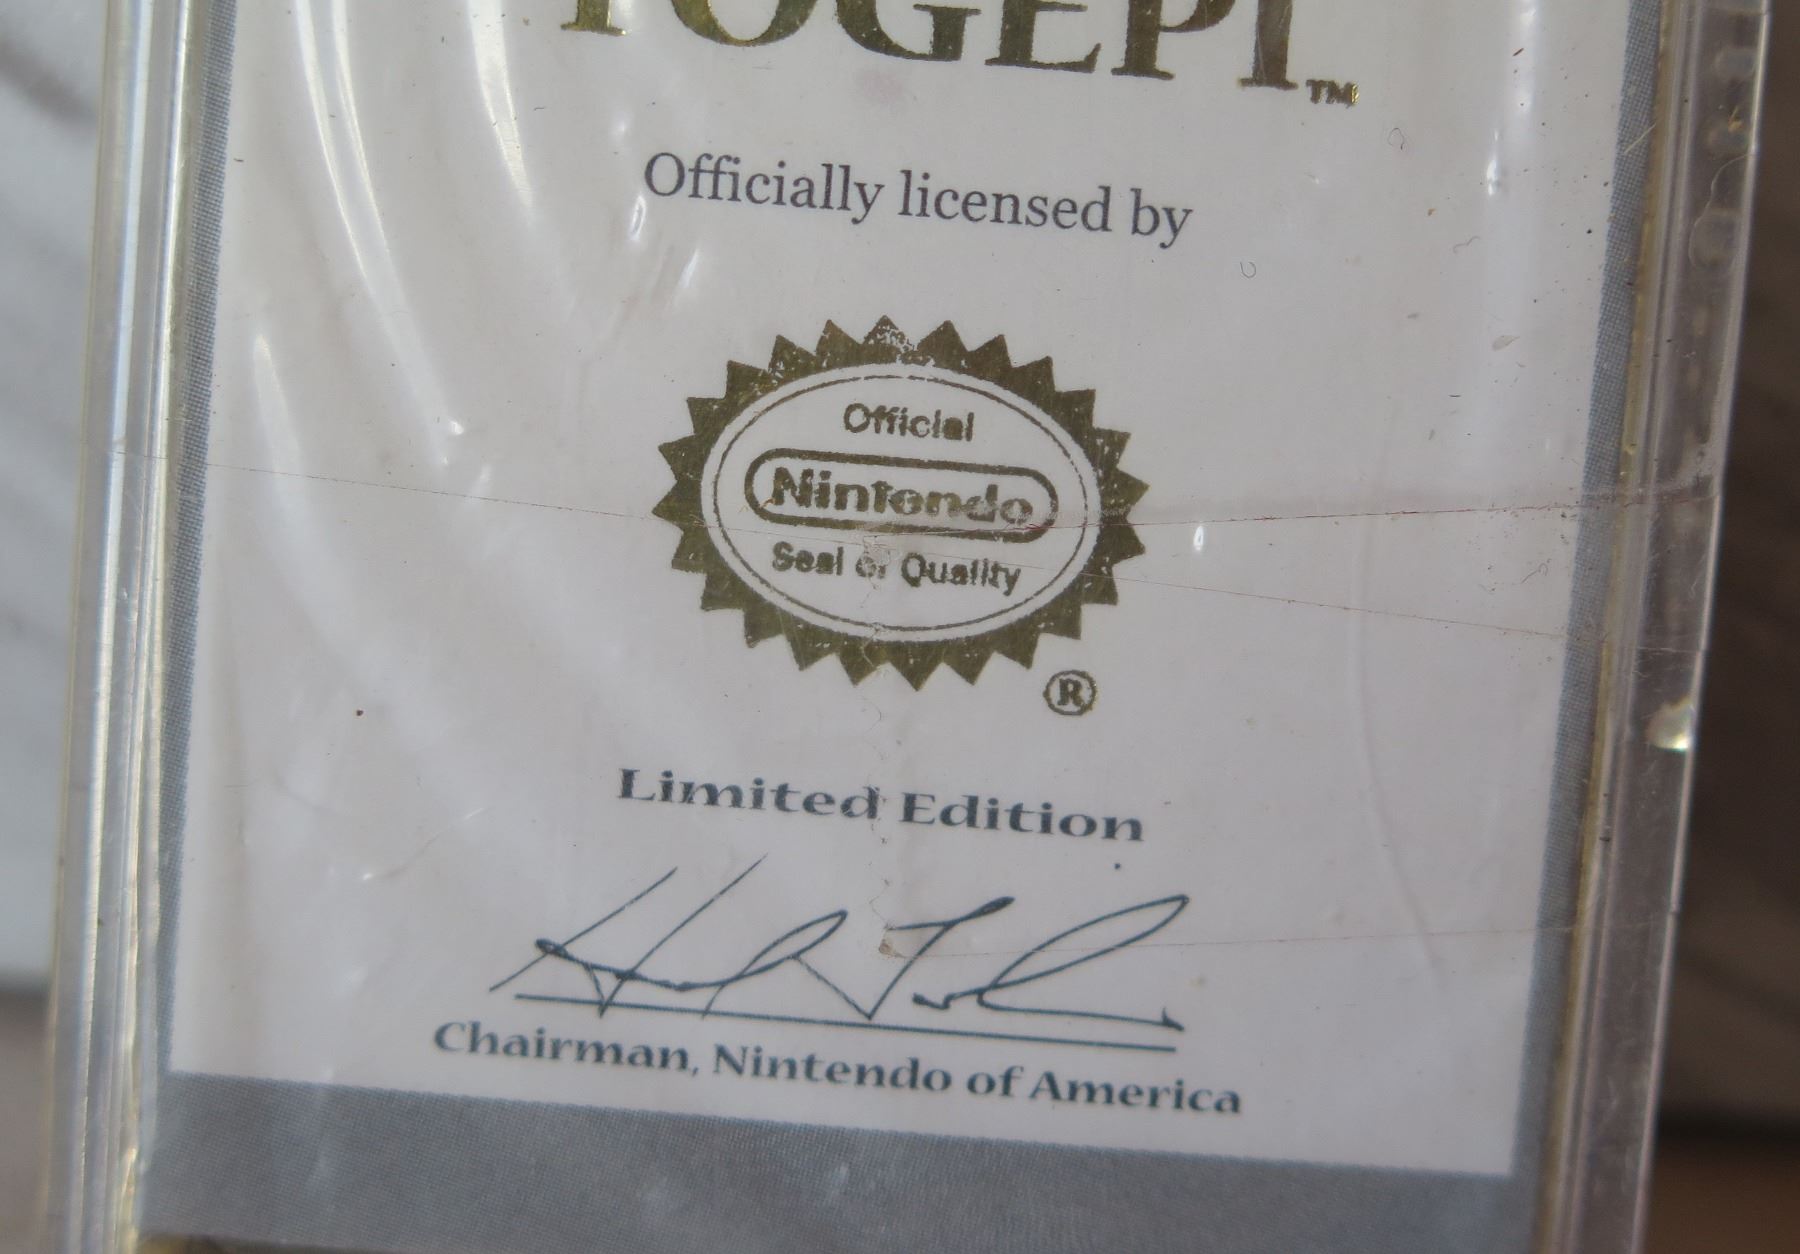 TOGEPI™
Officially licensed by
Official
Nintendo
Seal of Quality
®
Limited Edition
Chairman, Nintendo of America